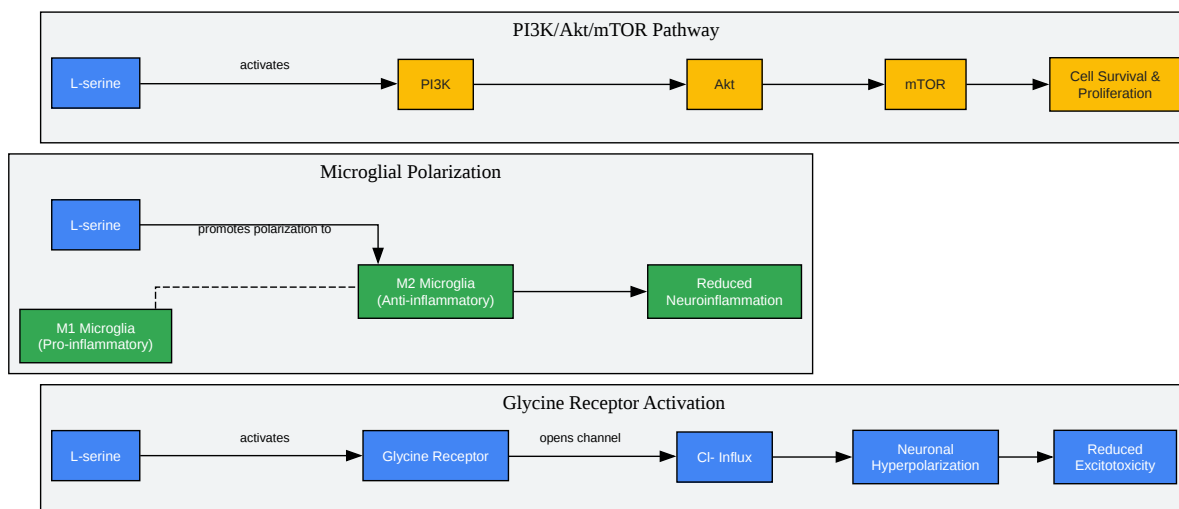 PI3K/Akt/mTOR Pathway
L-serine
activates
PI3K
Akt
mTOR
Cell Survival &
Proliferation
Microglial Polarization
L-serine
promotes polarization to
M2 Microglia
(Anti-inflammatory)
Reduced
Neuroinflammation
M1 Microglia
(Pro-inflammatory)
Glycine Receptor Activation
L-serine
activates
Glycine Receptor
opens channel
Cl- Influx
Neuronal
Hyperpolarization
Reduced
Excitotoxicity